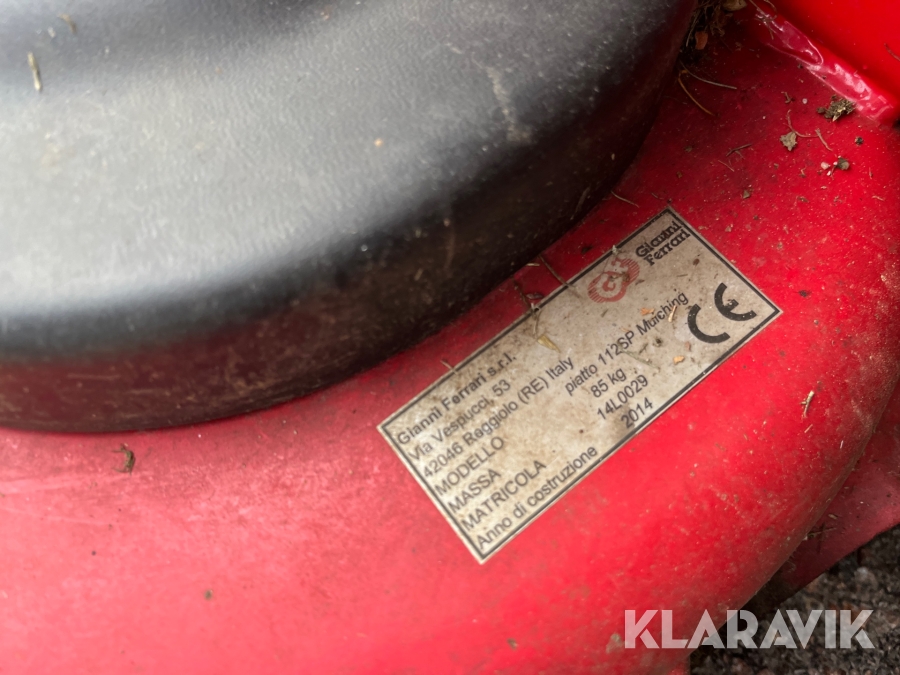 Gianni
Ferrari
Gianni Ferrari s.r.l.
Via Vespucci, 53
42046 Reggiolo (RE) Italy
MODELLO piatto 112SP Mulching
MASSA 85 kg
MATRICOLA 14L0029
Anno di costruzione 2014
CE
KLARAVIK